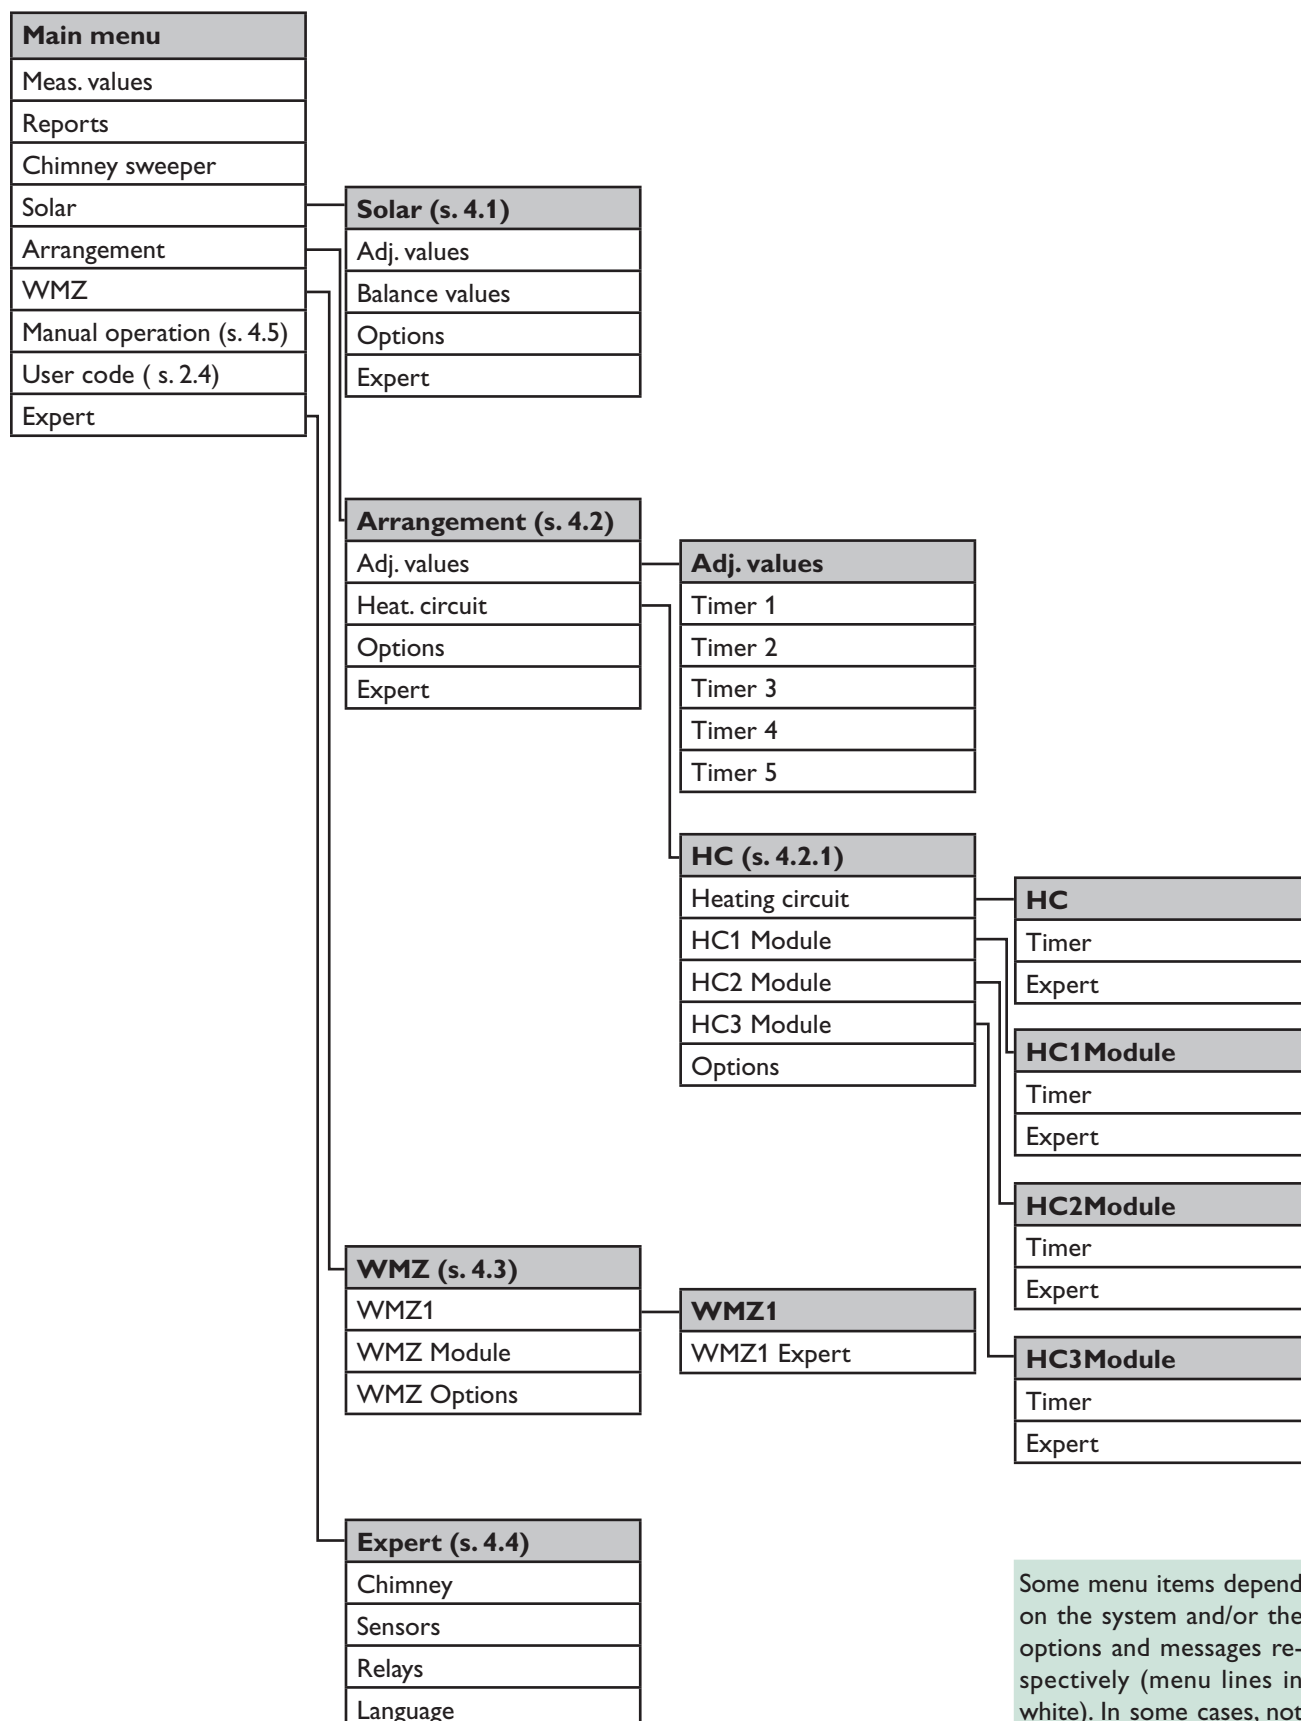 Main menu
Meas. values
Reports
Chimney sweeper
Solar
Arrangement
WMZ
Manual operation (s. 4.5)
User code ( s. 2.4)
Expert
Solar (s. 4.1)
Adj. values
Balance values
Options
Expert
Arrangement (s. 4.2)
Adj. values
Heat. circuit
Options
Expert
Adj. values
Timer 1
Timer 2
Timer 3
Timer 4
Timer 5
HC (s. 4.2.1)
Heating circuit
HC1 Module
HC2 Module
HC3 Module
Options
HC
Timer
Expert
HC1Module
Timer
Expert
HC2Module
Timer
Expert
HC3Module
Timer
Expert
WMZ (s. 4.3)
WMZ1
WMZ Module
WMZ Options
WMZ1
WMZ1 Expert
Expert (s. 4.4)
Chimney
Sensors
Relays
Language
Some menu items depend
on the system and/or the
options and messages re-
spectively (menu lines in
white). In some cases, not